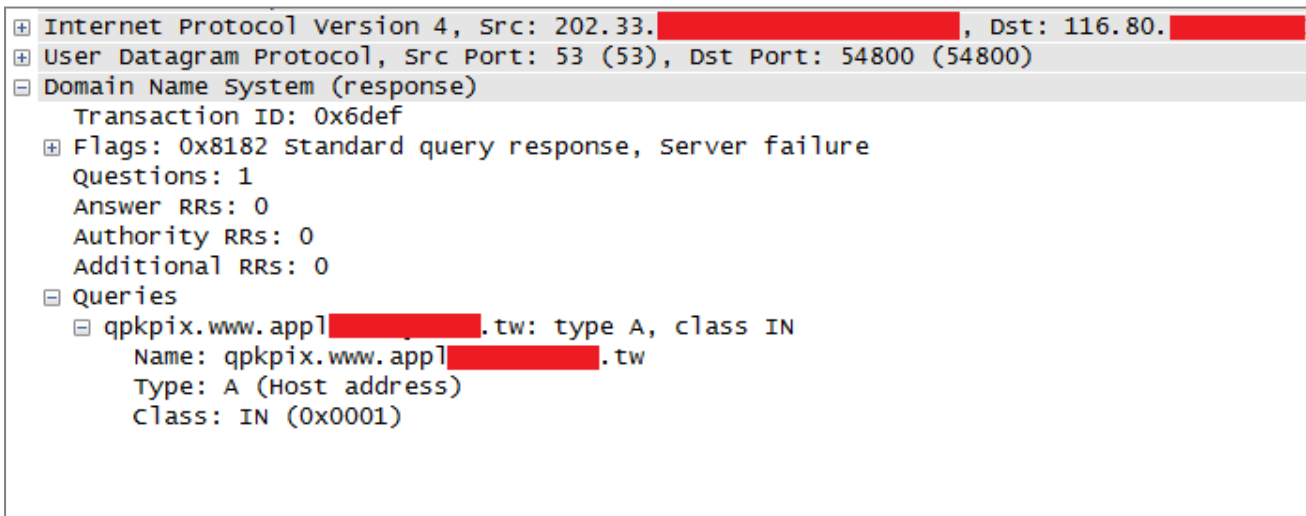 Internet Protocol Version 4, Src: 202.33. , Dst: 116.80.
User Datagram Protocol, Src Port: 53 (53), Dst Port: 54800 (54800)
Domain Name System (response)
Transaction ID: 0x6def
Flags: 0x8182 Standard query response, Server failure
Questions: 1
Answer RRs: 0
Authority RRs: 0
Additional RRs: 0
Queries
qpkpix.www.appl .tw: type A, class IN
Name: qpkpix.www.appl .tw
Type: A (Host address)
Class: IN (0x0001)